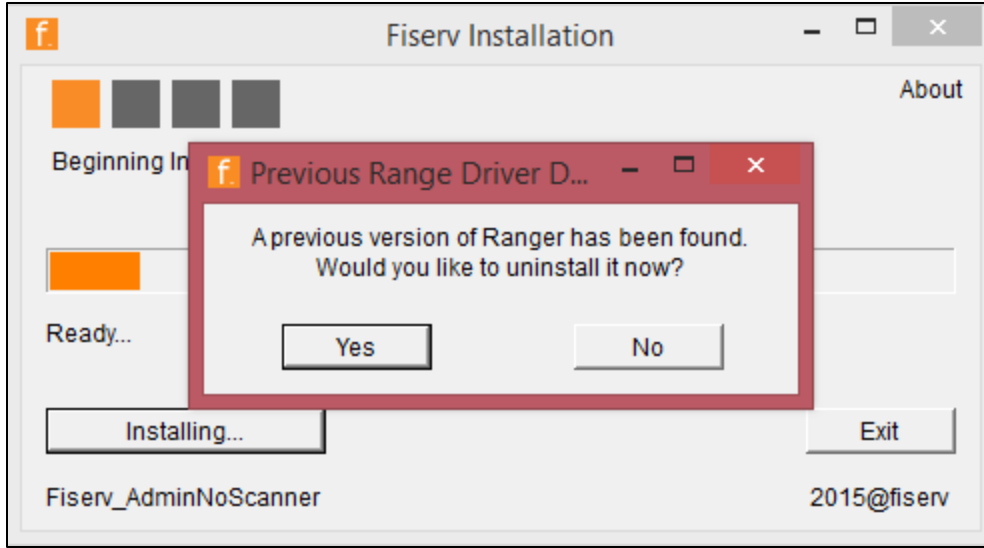 f.
Fiserv Installation
About
Beginning In
f.
Previous Range Driver D...
A previous version of Ranger has been found.
Would you like to uninstall it now?
Yes
No
Ready...
Installing...
Exit
Fiserv_AdminNoScanner
2015@fiserv